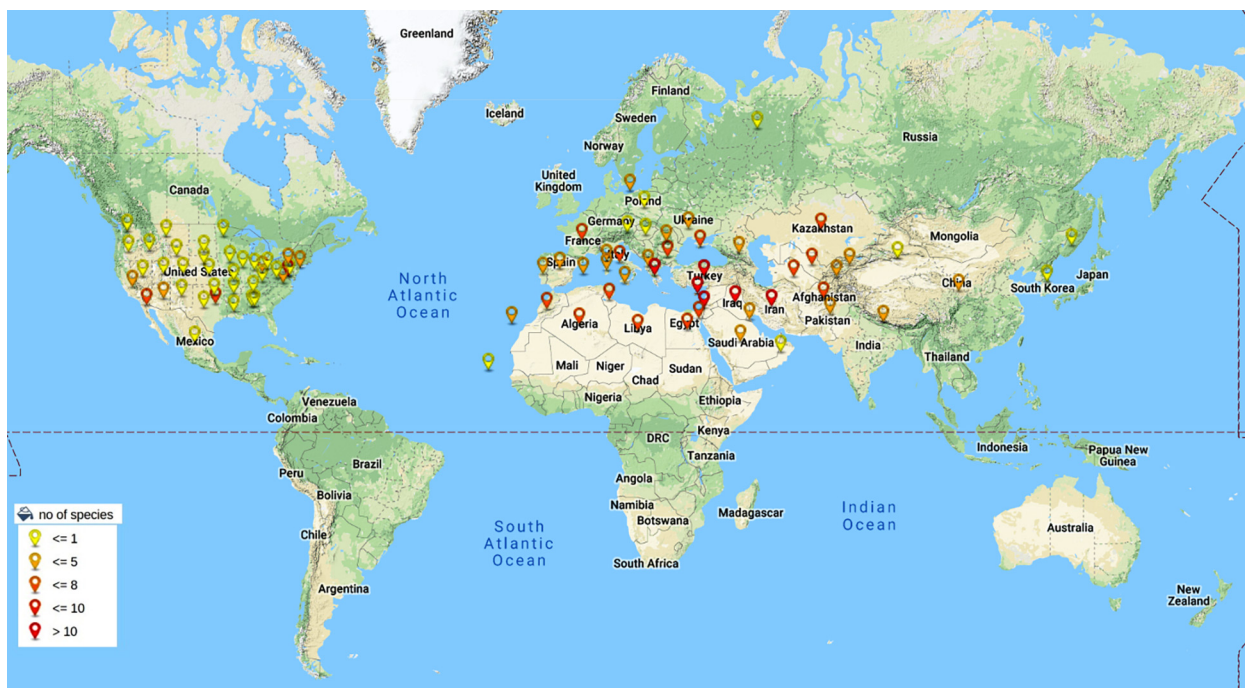 Greenland
Iceland
Finland
Sweden
Norway
Russia
Canada
United
Kingdom
Poland
Germany
Ukraine
France
Kazakhstan
Mongolia
Italy
Spain
United States
Turkey
China
Japan
South Korea
North
Atlantic
Ocean
Iraq
Iran
Afghanistan
Pakistan
Algeria
Libya
Egypt
Saudi Arabia
Mexico
India
Mali
Niger
Sudan
Chad
Thailand
Nigeria
Ethiopia
Venezuela
Colombia
Kenya
DRC
Tanzania
Indonesia
Papua New
Guinea
Peru
Brazil
Angola
Bolivia
Namibia
Botswana
Madagascar
Indian
Ocean
Chile
South
Atlantic
Ocean
South Africa
Australia
Argentina
New
Zealand
no of species
<= 1
<= 5
<= 8
<= 10
> 10